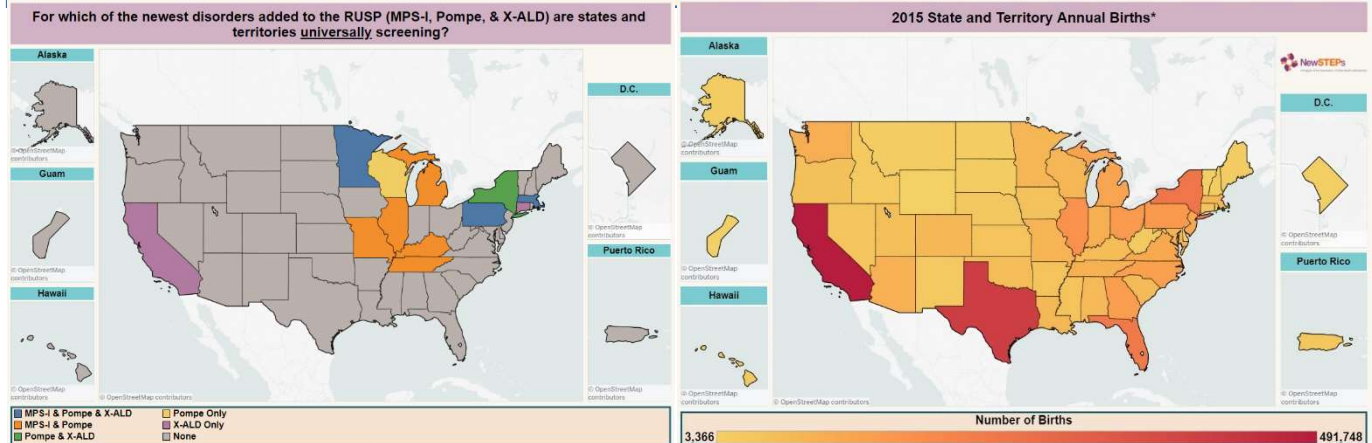 For which of the newest disorders added to the RUSP (MPS-I, Pompe, & X-ALD) are states and
territories universally screening?
Alaska
© OpenStreetMap
contributors
Guam
© OpenStreetMap
contributors
Hawaii
© OpenStreetMap
contributors
D.C.
© OpenStreetMap
contributors
Puerto Rico
© OpenStreetMap
contributors
© OpenStreetMap contributors
MPS-I & Pompe & X-ALD
MPS-I & Pompe
Pompe & X-ALD
Pompe Only
X-ALD Only
None
2015 State and Territory Annual Births*
NewSTEPs
Alaska
© OpenStreetMap
contributors
Guam
© OpenStreetMap
contributors
Hawaii
© OpenStreetMap
contributors
D.C.
© OpenStreetMap
contributors
Puerto Rico
© OpenStreetMap
contributors
© OpenStreetMap contributors
Number of Births
3,366
491,748